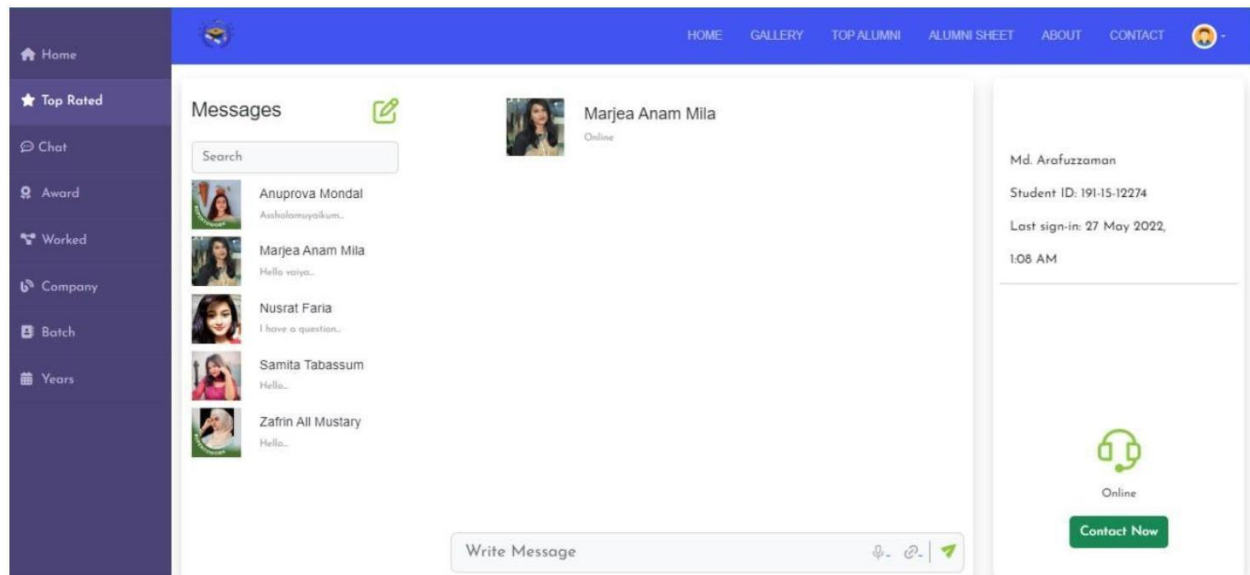 HOME GALLERY TOP ALUMNI ALUMNI SHEET ABOUT CONTACT
Home
Top Rated
Chat
Award
Worked
Company
Batch
Years
Messages
Search
Anuprova Mondal
Assholamuyaikum..
Marjea Anam Mila
Hello vaiya..
Nusrat Faria
I have a question..
Samita Tabassum
Hello..
Zafrin All Mustary
Hello..
Marjea Anam Mila
Online
Write Message
Md. Arafuzzaman
Student ID: 191-15-12274
Last sign-in: 27 May 2022,
1:08 AM
Online
Contact Now